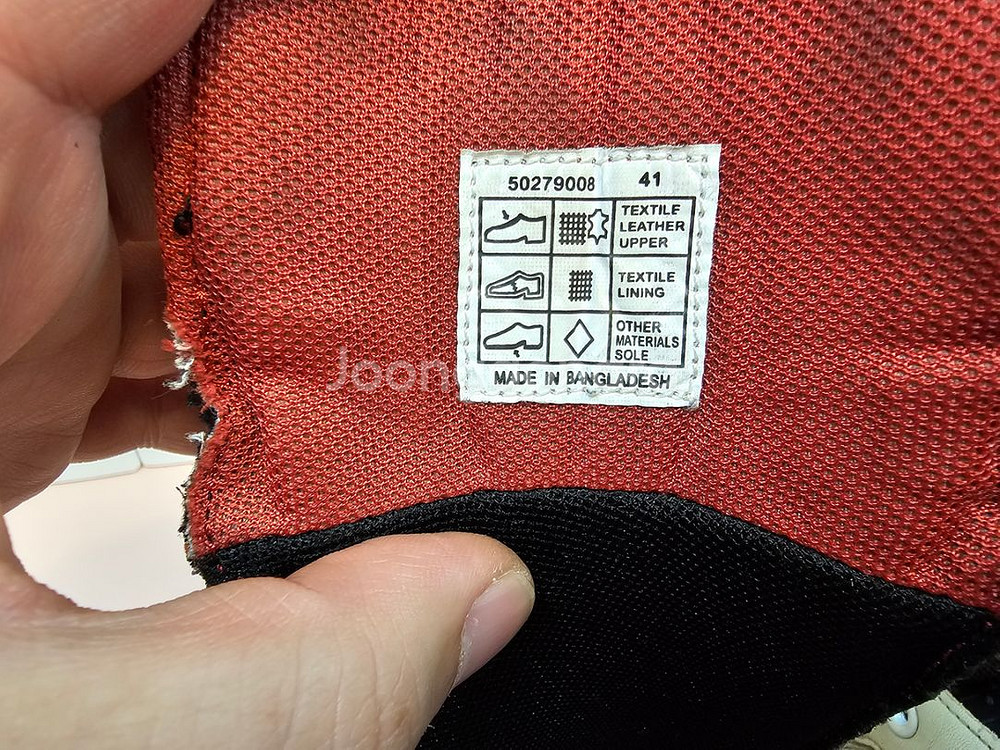 50279008 41
TEXTILE
LEATHER
UPPER
TEXTILE
LINING
OTHER
MATERIALS
SOLE
MADE IN BANGLADESH